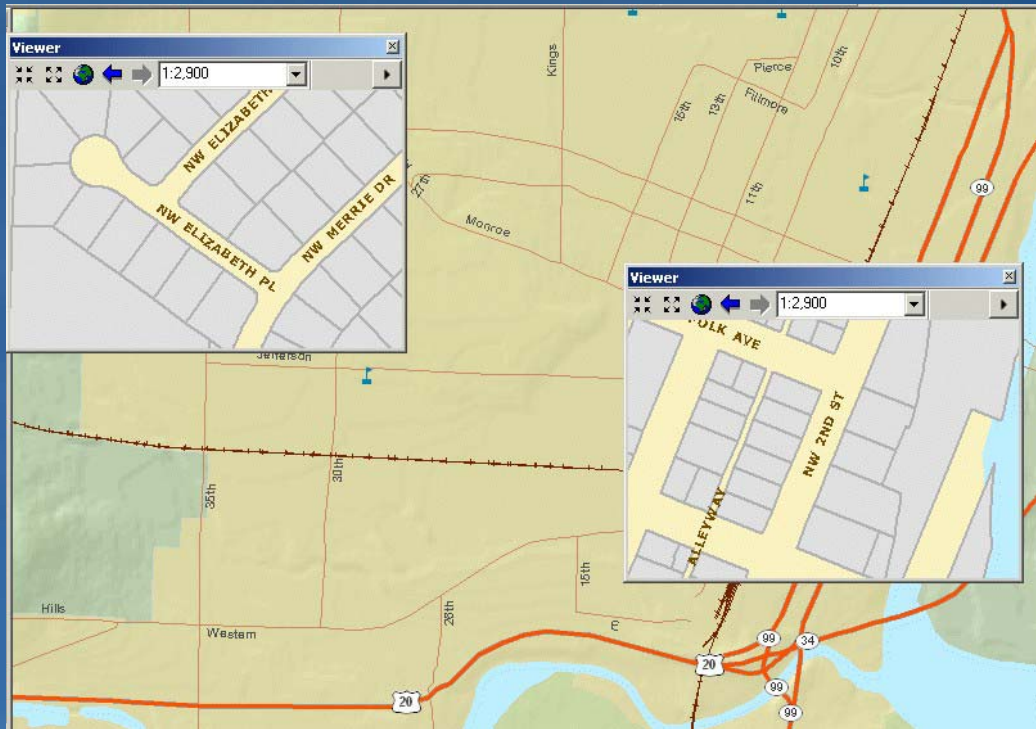 Viewer
1:2,900
NW ELIZABETH
NW ELIZABETH PL
NW MERRIE DR
Kings
Pierce
Fillmore
10th
15th
13th
11th
27th
Monroe
99
Viewer
1:2,900
POLK AVE
NW 2ND ST
ALLEYWAY
Jefferson
35th
30th
15th
26th
Hills
Western
20
20
99
34
99
99